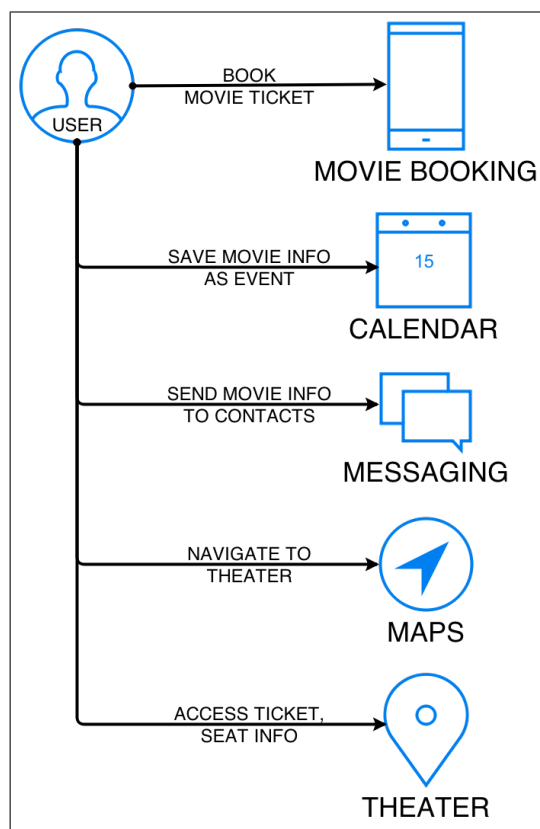 USER
BOOK
MOVIE TICKET
MOVIE BOOKING
SAVE MOVIE INFO
AS EVENT
15
CALENDAR
SEND MOVIE INFO
TO CONTACTS
MESSAGING
NAVIGATE TO
THEATER
MAPS
ACCESS TICKET,
SEAT INFO
THEATER